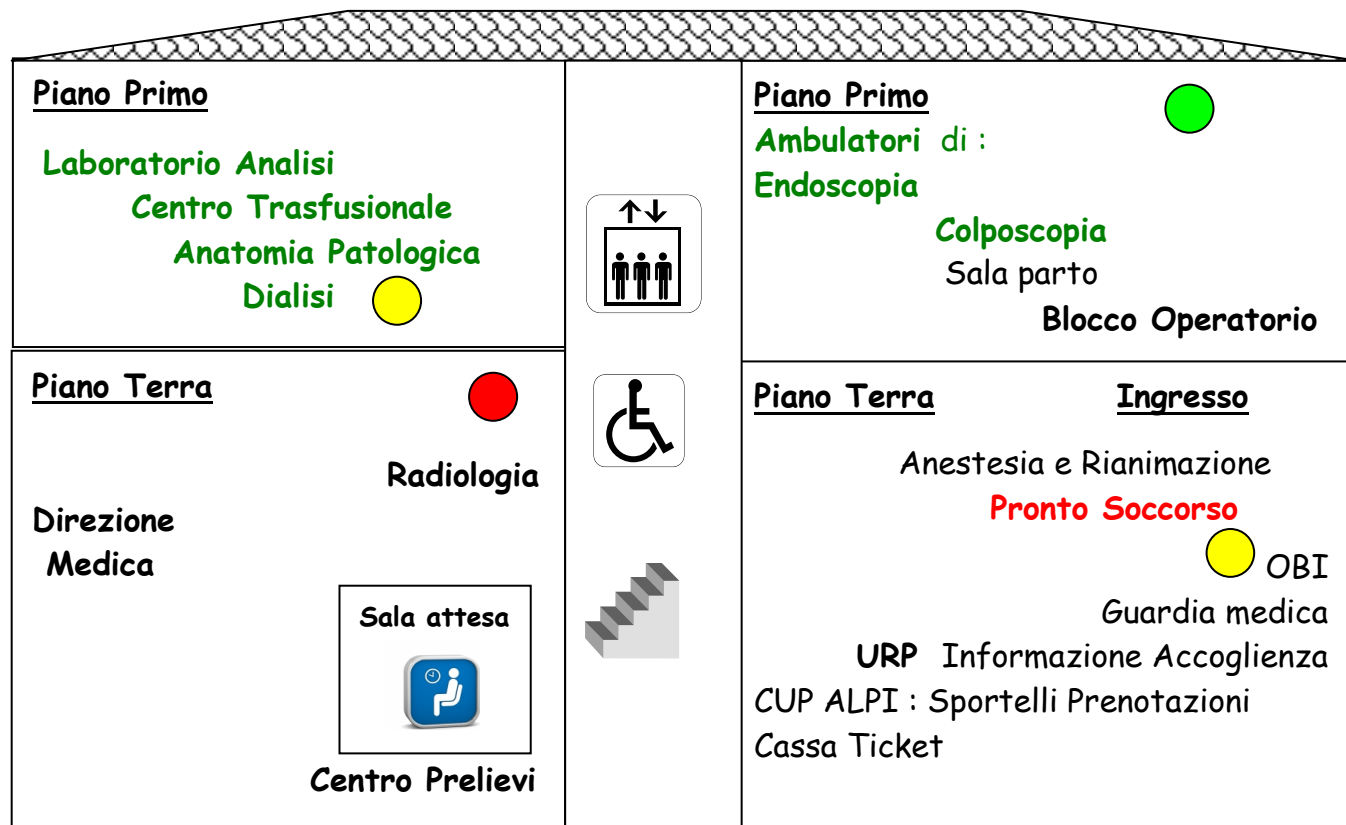 Piano Primo
Laboratorio Analisi
Centro Trasfusionale
Anatomia Patologica
Dialisi
Piano Primo
Ambulatori di :
Endoscopia
Colposcopia
Sala parto
Blocco Operatorio
Piano Terra
Radiologia
Direzione
Medica
Sala attesa
Centro Prelievi
Piano Terra Ingresso
Anestesia e Rianimazione
Pronto Soccorso
OBI
Guardia medica
URP Informazione Accoglienza
CUP ALPI : Sportelli Prenotazioni
Cassa Ticket